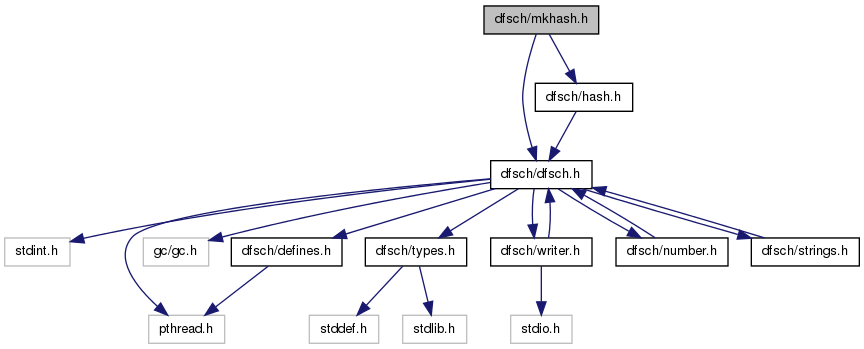 dfsch/mkhash.h
dfsch/hash.h
dfsch/dfsch.h
stdint.h
gc/gc.h
dfsch/defines.h
dfsch/types.h
dfsch/writer.h
dfsch/number.h
dfsch/strings.h
pthread.h
stddef.h
stdlib.h
stdio.h